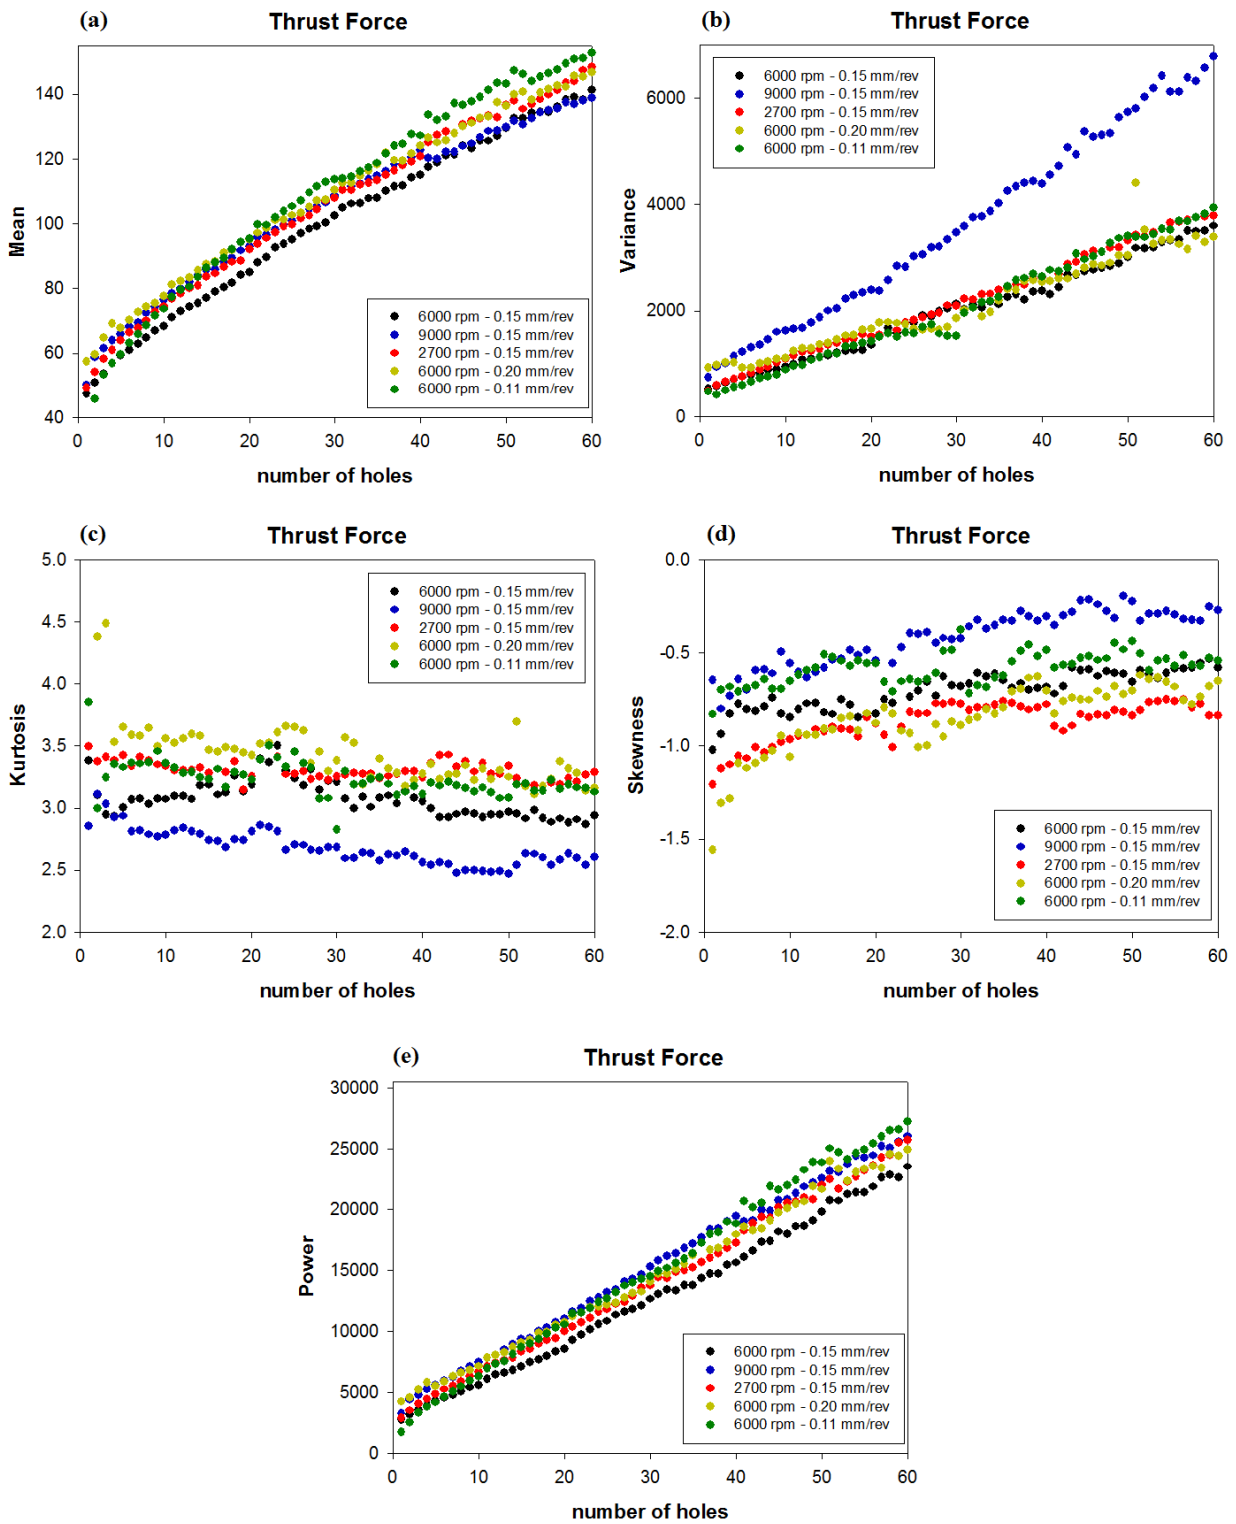 (a)
Thrust Force
Mean
140
120
100
80
60
40
0
10
20
30
40
50
60
number of holes
6000 rpm - 0.15 mm/rev
9000 rpm - 0.15 mm/rev
2700 rpm - 0.15 mm/rev
6000 rpm - 0.20 mm/rev
6000 rpm - 0.11 mm/rev
(b)
Thrust Force
Variance
6000
4000
2000
0
0
10
20
30
40
50
60
number of holes
6000 rpm - 0.15 mm/rev
9000 rpm - 0.15 mm/rev
2700 rpm - 0.15 mm/rev
6000 rpm - 0.20 mm/rev
6000 rpm - 0.11 mm/rev
(c)
Thrust Force
Kurtosis
5.0
4.5
4.0
3.5
3.0
2.5
2.0
0
10
20
30
40
50
60
number of holes
6000 rpm - 0.15 mm/rev
9000 rpm - 0.15 mm/rev
2700 rpm - 0.15 mm/rev
6000 rpm - 0.20 mm/rev
6000 rpm - 0.11 mm/rev
(d)
Thrust Force
Skewness
0.0
-0.5
-1.0
-1.5
-2.0
0
10
20
30
40
50
60
number of holes
6000 rpm - 0.15 mm/rev
9000 rpm - 0.15 mm/rev
2700 rpm - 0.15 mm/rev
6000 rpm - 0.20 mm/rev
6000 rpm - 0.11 mm/rev
(e)
Thrust Force
Power
30000
25000
20000
15000
10000
5000
0
0
10
20
30
40
50
60
number of holes
6000 rpm - 0.15 mm/rev
9000 rpm - 0.15 mm/rev
2700 rpm - 0.15 mm/rev
6000 rpm - 0.20 mm/rev
6000 rpm - 0.11 mm/rev